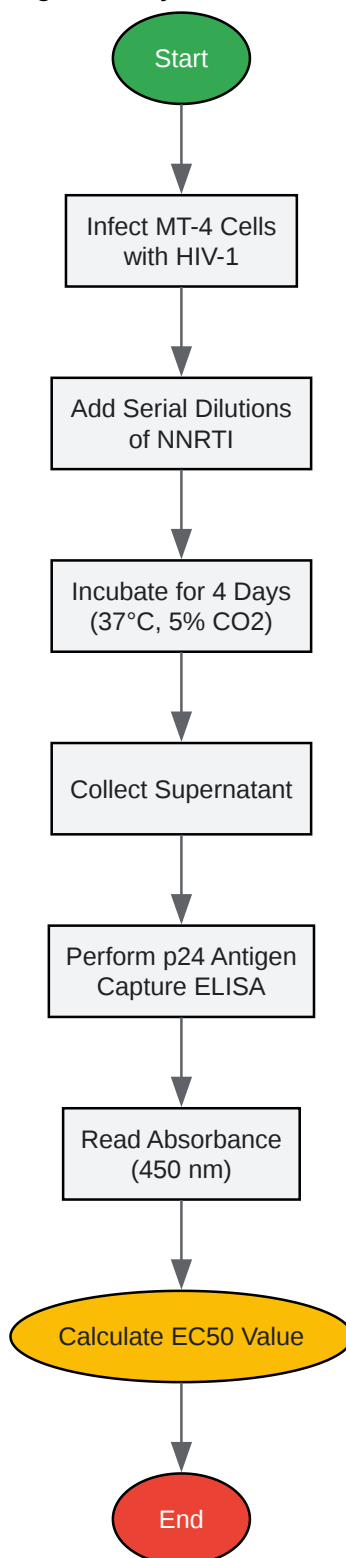 Start
Infect MT-4 Cells
with HIV-1
Add Serial Dilutions
of NNRTI
Incubate for 4 Days
(37°C, 5% CO2)
Collect Supernatant
Perform p24 Antigen
Capture ELISA
Read Absorbance
(450 nm)
Calculate EC50 Value
End